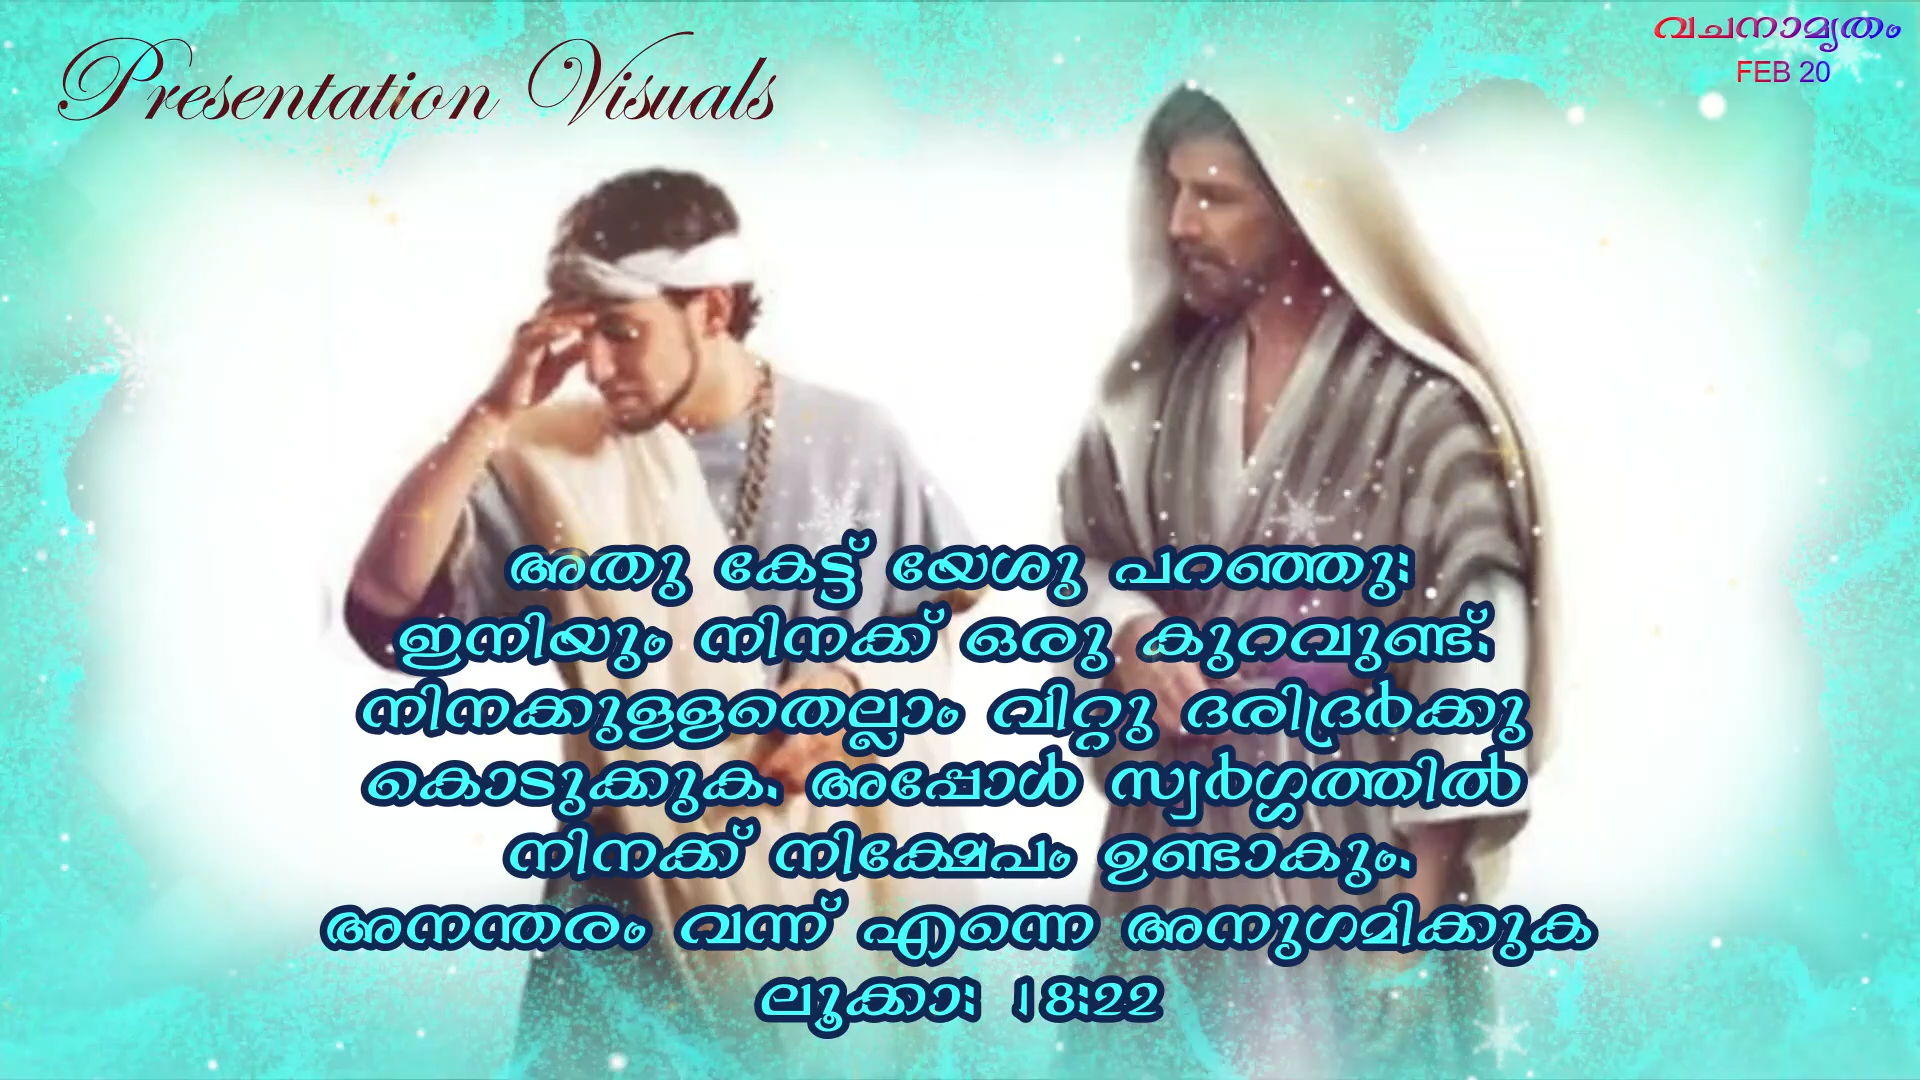 Presentation Visuals
വചനാമൃതം
FEB 20
അതു കേട്ട് യേശു പറഞ്ഞു:
ഇനിയും നിനക്ക് ഒരു കുറവുണ്ട്.
നിനക്കുള്ളതെല്ലാം വിറ്റു ദരിദ്രർക്കു
കൊടുക്കുക. അപ്പോൾ സ്വർഗ്ഗത്തിൽ
നിനക്ക് നിക്ഷേപം ഉണ്ടാകും.
അനന്തരം വന്ന് എന്നെ അനുഗമിക്കുക
ലൂക്കാ: 18:22